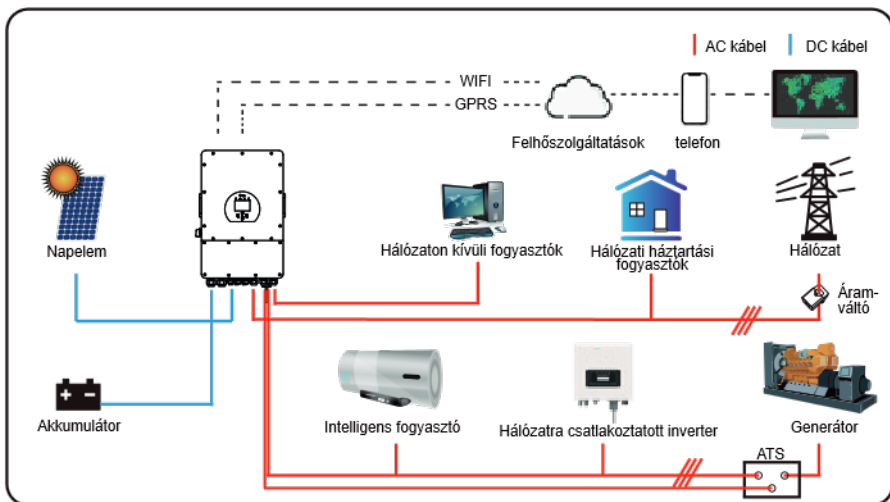 AC kábel
DC kábel
WIFI
GPRS
Felhőszolgáltatások
telefon
Napelem
Hálózaton kívüli fogyasztók
Hálózati háztartási
fogyasztók
Hálózat
Áram-
váltó
Akkumulátor
Intelligens fogyasztó
Hálózatra csatlakoztatott inverter
Generátor
ATS